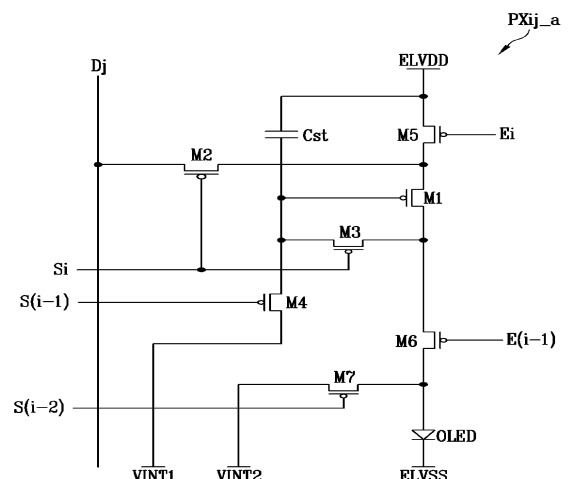 PXij_a
Dj
ELVDD
Cst
M5
Ei
M2
M1
M3
Si
S(i-1)
M4
M6
E(i-1)
M7
S(i-2)
OLED
VINT1
VINT2
ELVSS